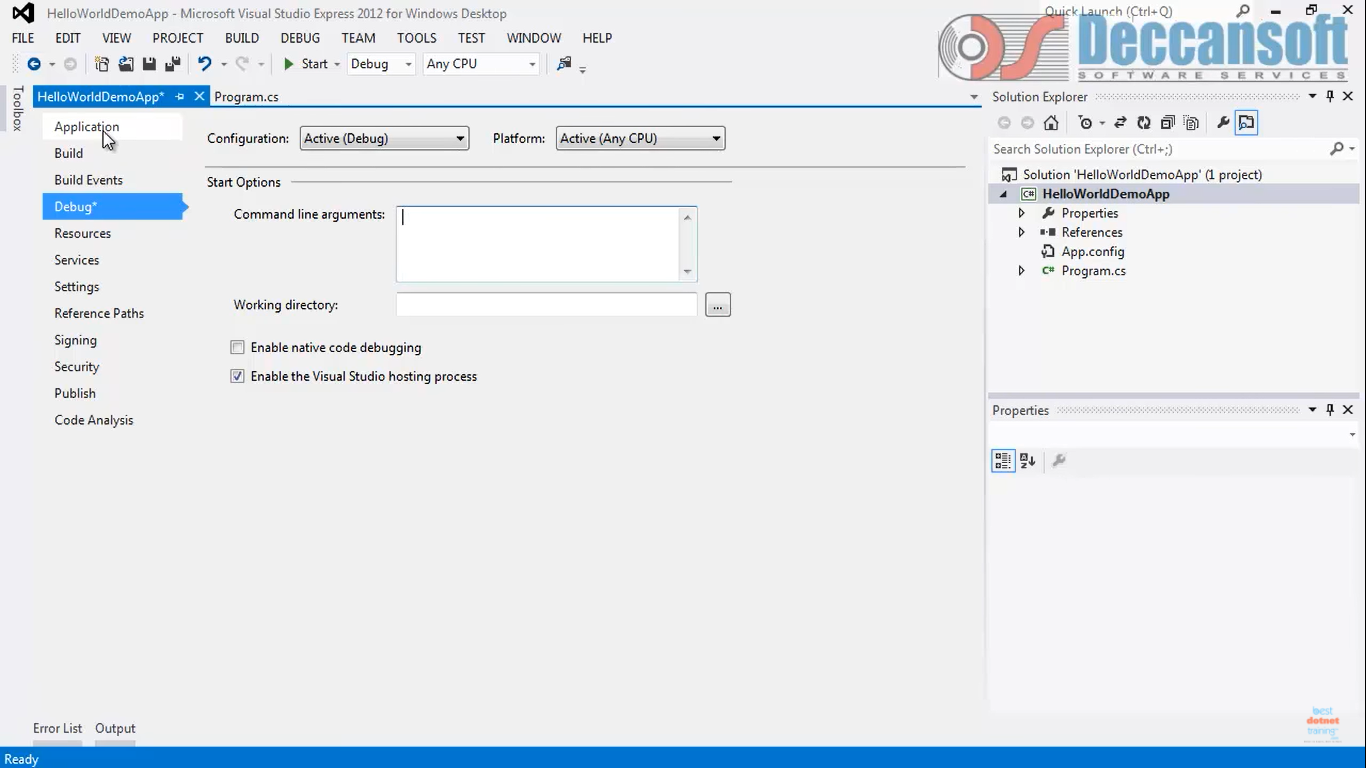 HelloWorldDemoApp - Microsoft Visual Studio Express 2012 for Windows Desktop
Quick Launch (Ctrl+Q)
FILE EDIT VIEW PROJECT BUILD DEBUG TEAM TOOLS TEST WINDOW HELP
DS Deccansoft
SOFTWARE SERVICES
Start Debug Any CPU
Toolbox
HelloWorldDemoApp* Program.cs
Application
Build
Build Events
Debug*
Resources
Services
Settings
Reference Paths
Signing
Security
Publish
Code Analysis
Configuration: Active (Debug) Platform: Active (Any CPU)
Start Options
Command line arguments:
Working directory: ...
Enable native code debugging
Enable the Visual Studio hosting process
Solution Explorer
Search Solution Explorer (Ctrl+;)
Solution 'HelloWorldDemoApp' (1 project)
C# HelloWorldDemoApp
Properties
References
App.config
C# Program.cs
Properties
best
dotnet
training
Error List Output
Ready